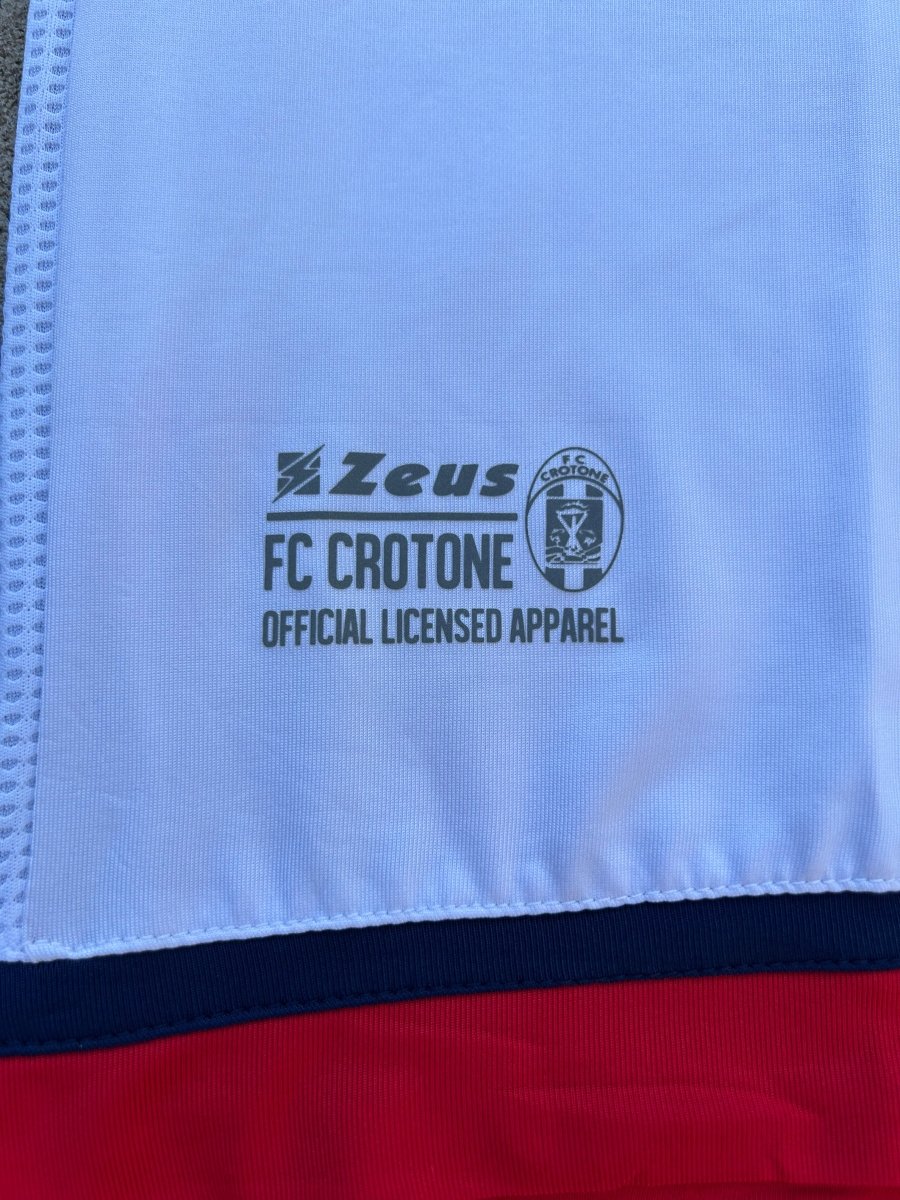 Zeus
FC CROTONE
OFFICIAL LICENSED APPAREL
FC
CROTONE